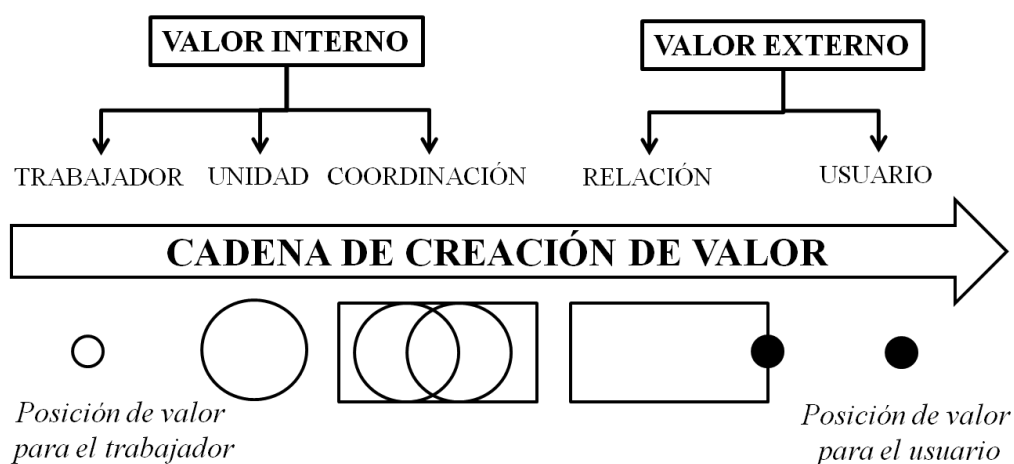 VALOR INTERNO
VALOR EXTERNO
TRABAJADOR
UNIDAD
COORDINACIÓN
RELACIÓN
USUARIO
CADENA DE CREACIÓN DE VALOR
Posición de valor
para el trabajador
Posición de valor
para el usuario